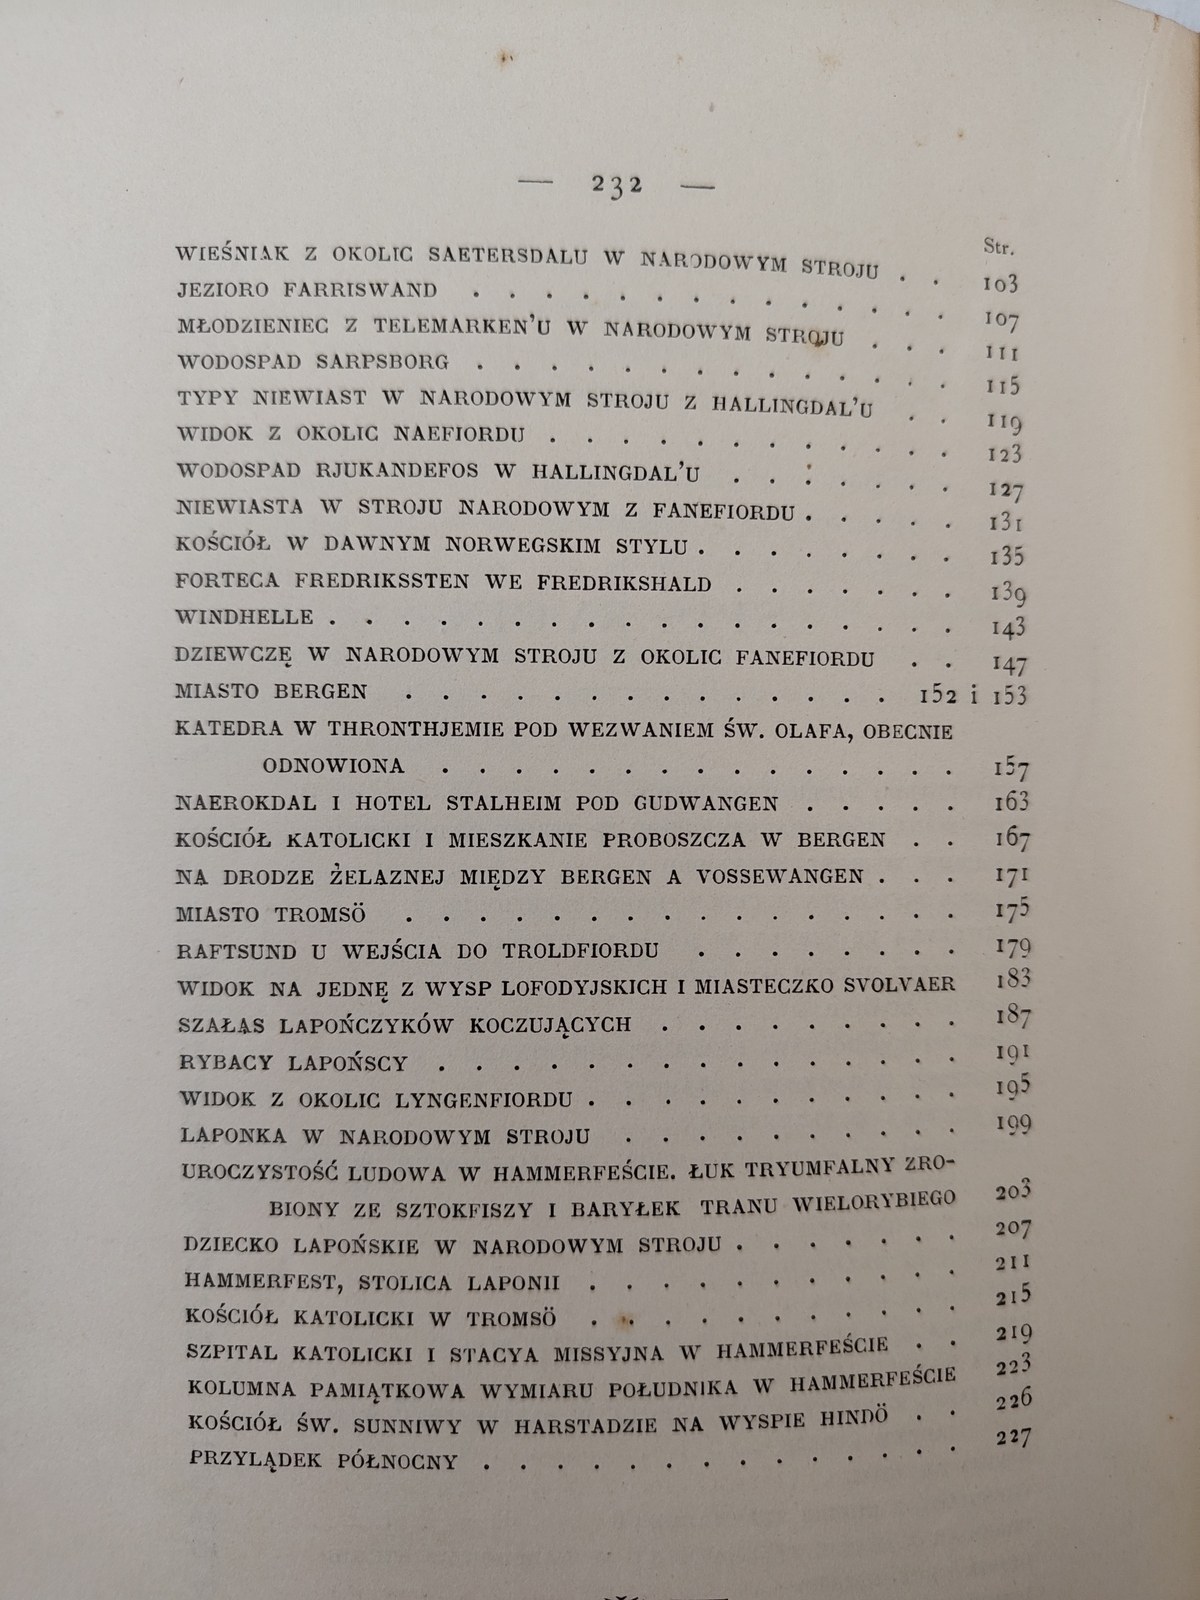 — 232 —
Str.
WIEŚNIAK Z OKOLIC SAETERSDALU W NARODOWYM STROJU . . 103
JEZIORO FARRISWAND . . . . . . . . . . . . . . 107
MŁODZIENIEC Z TELEMARKEN'U W NARODOWYM STROJU . . . 111
WODOSPAD SARPSBORG . . . . . . . . . . . . . . 115
TYPY NIEWIAST W NARODOWYM STROJU Z HALLINGDAL'U . . 119
WIDOK Z OKOLIC NAEFIORDU . . . . . . . . . . . . 123
WODOSPAD RJUKANDEFOS W HALLINGDAL'U . . . . . . . 127
NIEWIASTA W STROJU NARODOWYM Z FANEFIORDU . . . . . 131
KOŚCIÓŁ W DAWNYM NORWEGSKIM STYLU . . . . . . . . 135
FORTECA FREDRIKSSTEN WE FREDRIKSHALD . . . . . . . 139
WINDHELLE . . . . . . . . . . . . . . . . . . 143
DZIEWCZĘ W NARODOWYM STROJU Z OKOLIC FANEFIORDU . . 147
MIASTO BERGEN . . . . . . . . . . . . . . 152 i 153
KATEDRA W THRONTHJEMIE POD WEZWANIEM ŚW. OLAFA, OBECNIE
ODNOWIONA . . . . . . . . . . . . . . . 157
NAEROKDAL I HOTEL STALHEIM POD GUDWANGEN . . . . . 163
KOŚCIÓŁ KATOLICKI I MIESZKANIE PROBOSZCZA W BERGEN . . 167
NA DRODZE ŻELAZNEJ MIĘDZY BERGEN A VOSSEWANGEN . . . 171
MIASTO TROMSÖ . . . . . . . . . . . . . . . . 175
RAFTSUND U WEJŚCIA DO TROLDFIORDU . . . . . . . . 179
WIDOK NA JEDNĘ Z WYSP LOFODYJSKICH I MIASTECZKO SVOLVAER 183
SZAŁAS LAPOŃCZYKÓW KOCZUJĄCYCH . . . . . . . . . 187
RYBACY LAPOŃSCY . . . . . . . . . . . . . . . 191
WIDOK Z OKOLIC LYNGENFIORDU . . . . . . . . . . . 195
LAPONKA W NARODOWYM STROJU . . . . . . . . . . 199
UROCZYSTOŚĆ LUDOWA W HAMMERFEŚCIE. ŁUK TRYUMFALNY ZRO-
BIONY ZE SZTOKFISZY I BARYŁEK TRANU WIELORYBIEGO 203
DZIECKO LAPOŃSKIE W NARODOWYM STROJU . . . . . . . 207
HAMMERFEST, STOLICA LAPONII . . . . . . . . . . . 211
KOŚCIÓŁ KATOLICKI W TROMSÖ . . . . . . . . . . . 215
SZPITAL KATOLICKI I STACYA MISSYJNA W HAMMERFEŚCIE . . 219
KOLUMNA PAMIĄTKOWA WYMIARU POŁUDNIKA W HAMMERFEŚCIE 223
KOŚCIÓŁ ŚW. SUNNIWY W HARSTADZIE NA WYSPIE HINDÖ . . 226
PRZYLĄDEK PÓŁNOCNY . . . . . . . . . . . . . . 227